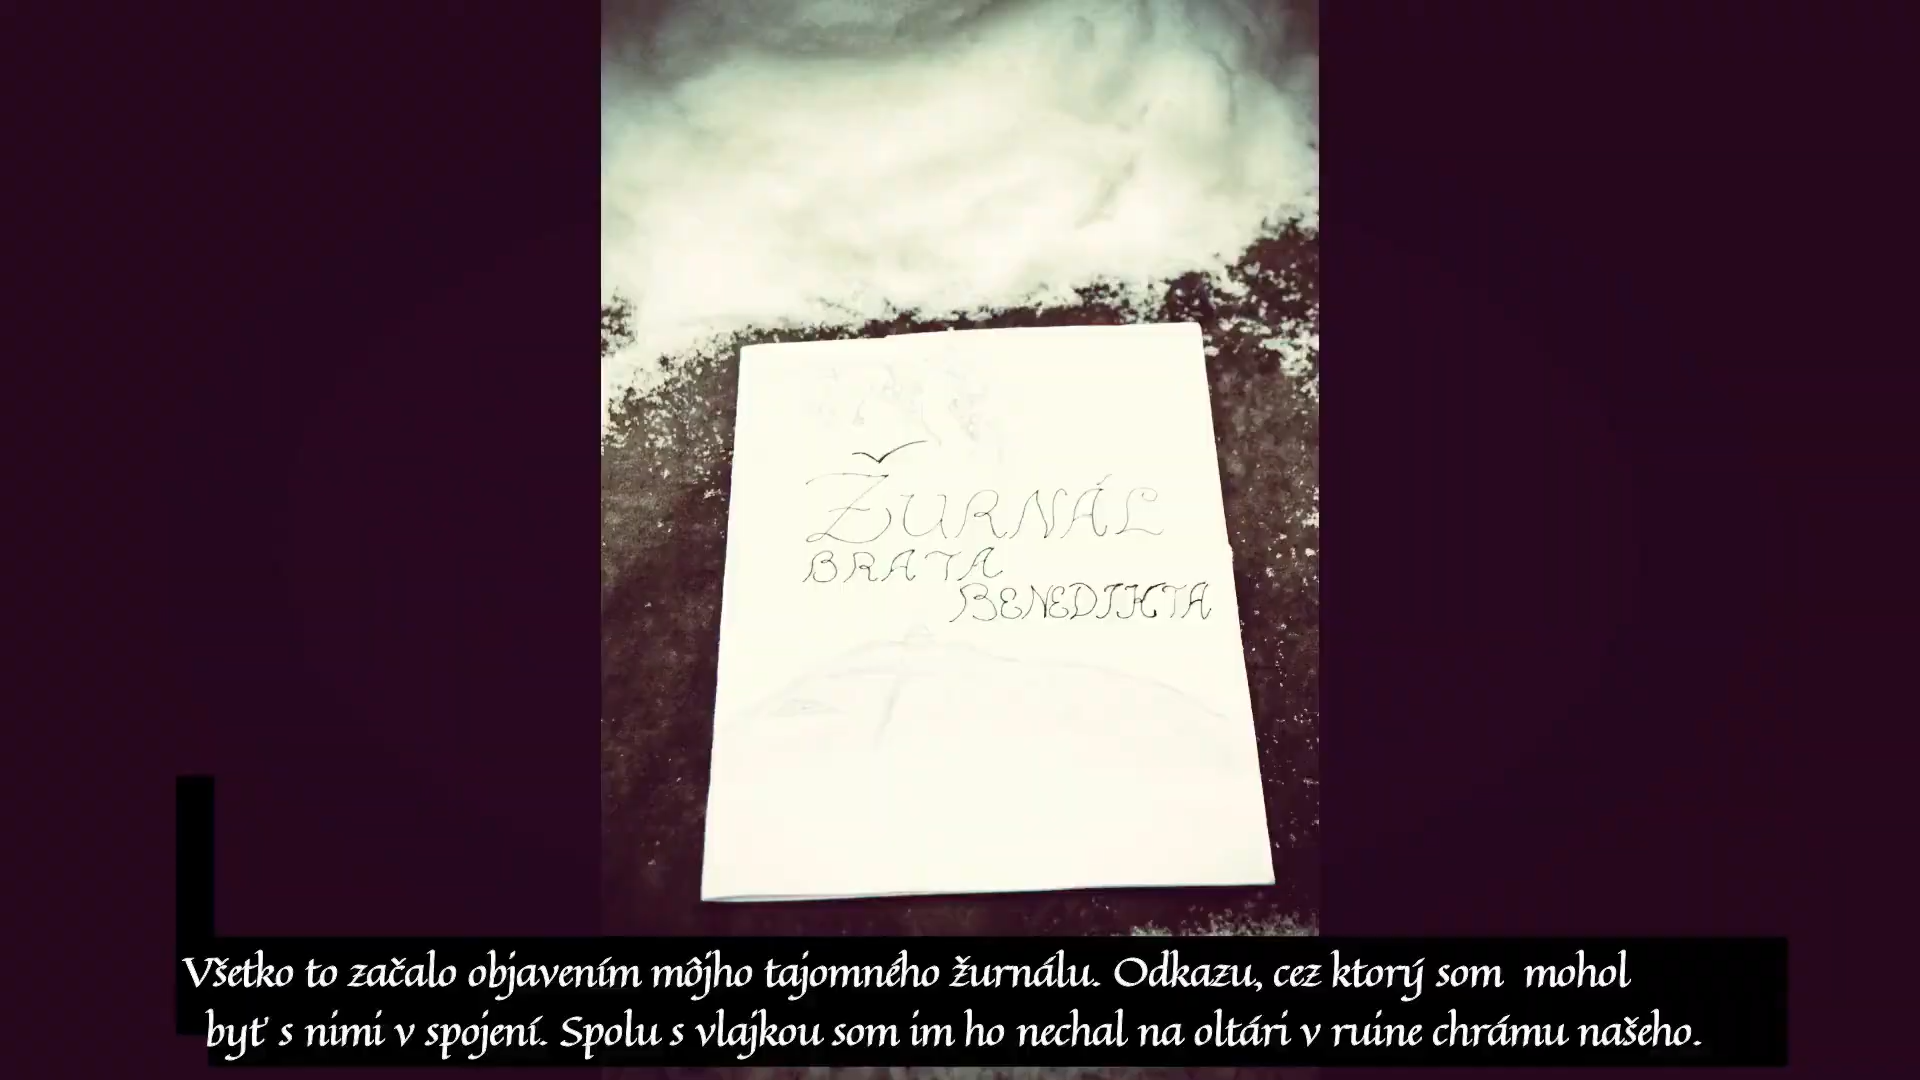 ŽURNÁL
BRATA
BENEDIKTA
Všetko to začalo objavením môjho tajomného žurnálu. Odkazu, cez ktorý som mohol
byť s nimi v spojení. Spolu s vlajkou som im ho nechal na oltári v ruine chrámu našeho.